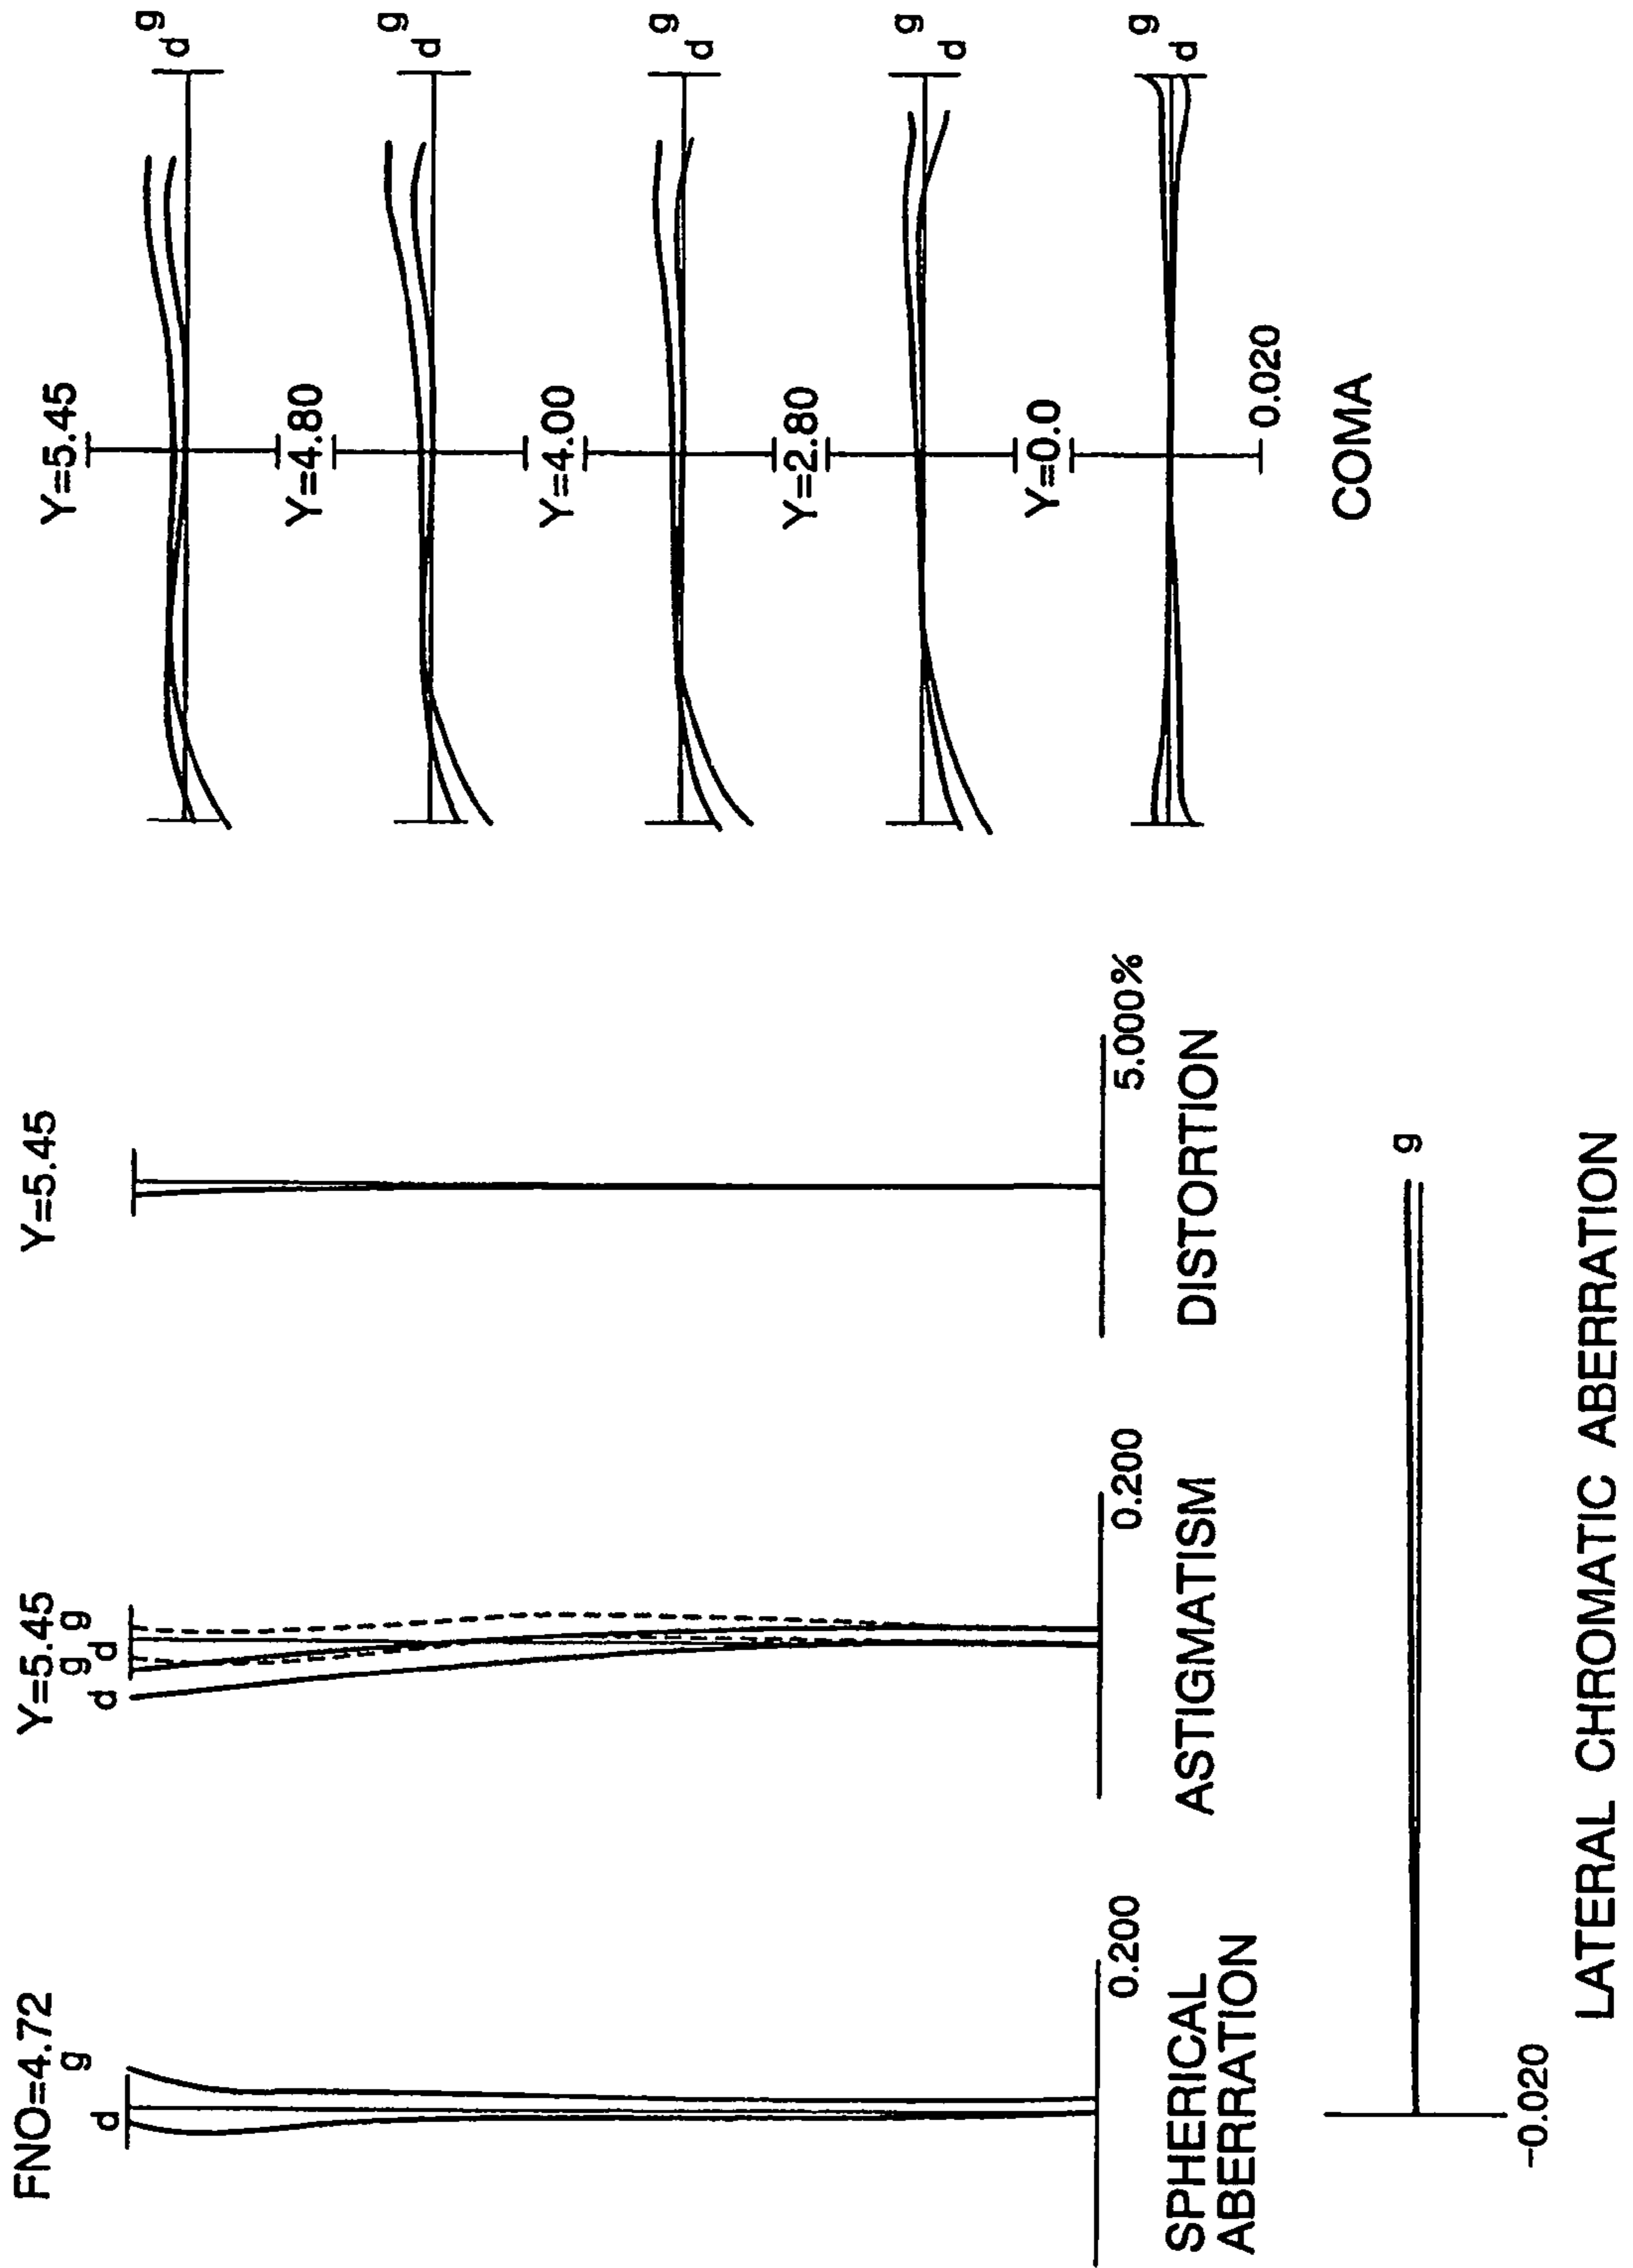 FNO=4.72
d
g
0.200
SPHERICAL
ABERRATION
Y=5.45
d
g
d
g
0.200
ASTIGMATISM
Y=5.45
5.000%
DISTORTION
Y=5.45
g
d
Y=4.80
g
d
Y=4.00
g
d
Y=2.80
g
d
Y=0.0
g
d
0.020
COMA
g
-0.020
LATERAL CHROMATIC ABERRATION